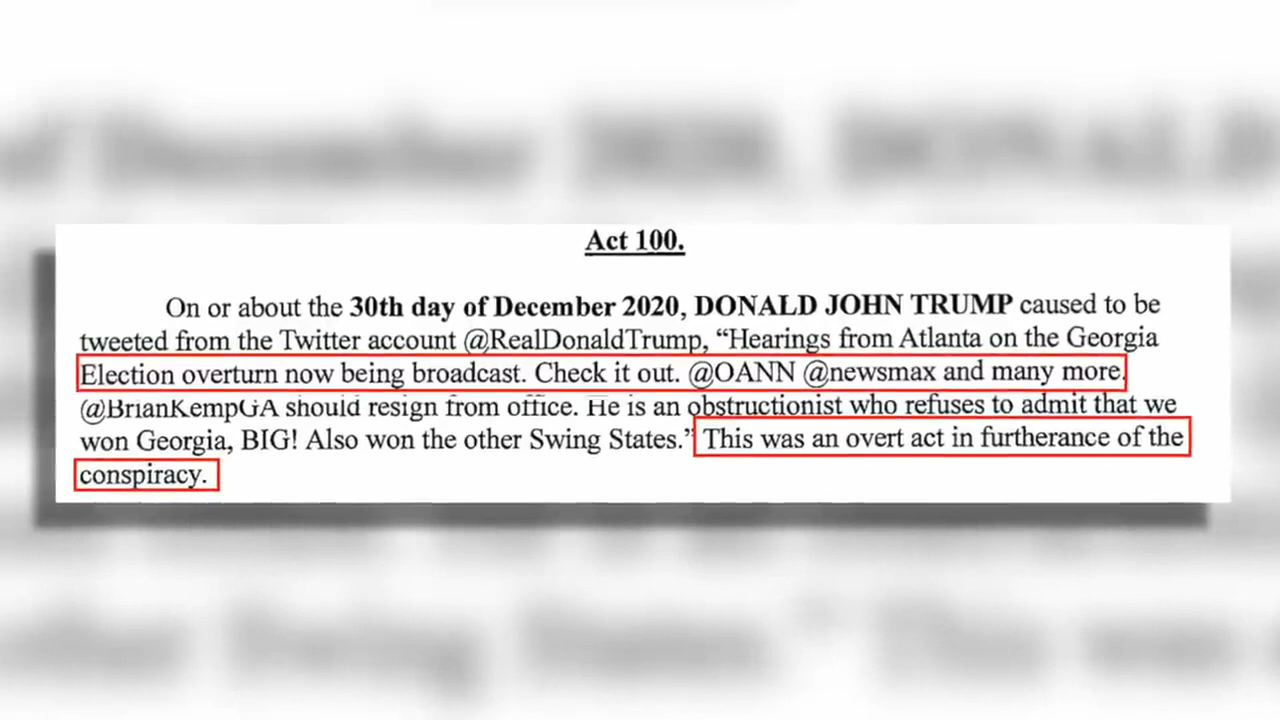 Act 100.
On or about the 30th day of December 2020, DONALD JOHN TRUMP caused to be
tweeted from the Twitter account @RealDonaldTrump, “Hearings from Atlanta on the Georgia
Election overturn now being broadcast. Check it out. @OANN @newsmax and many more.
@BrianKempGA should resign from office. He is an obstructionist who refuses to admit that we
won Georgia, BIG! Also won the other Swing States.” This was an overt act in furtherance of the
conspiracy.